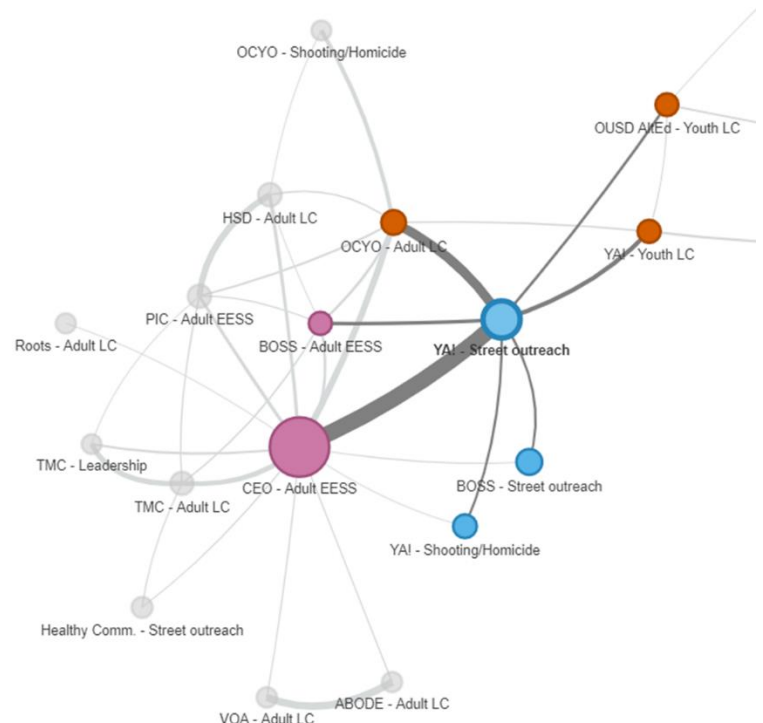 OCYO - Shooting/Homicide
OUSD AltEd - Youth LC
HSD - Adult LC
OCYO - Adult LC
YA! - Youth LC
PIC - Adult EESS
Roots - Adult LC
BOSS - Adult EESS
YA! - Street outreach
TMC - Leadership
CEO - Adult EESS
BOSS - Street outreach
TMC - Adult LC
YA! - Shooting/Homicide
Healthy Comm. - Street outreach
ABODE - Adult LC
VOA - Adult LC